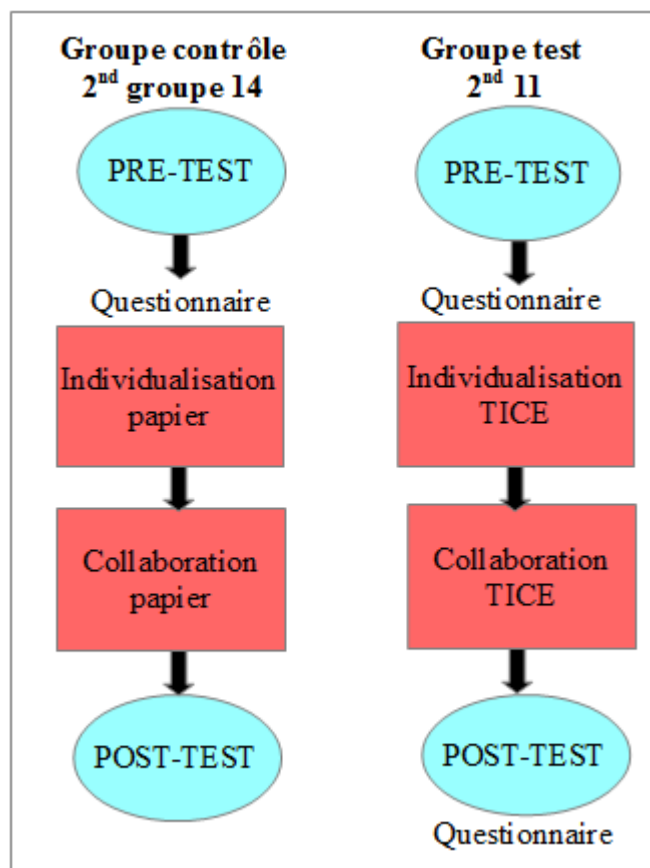 Groupe contrôle
2nd groupe 14
PRE-TEST
Questionnaire
Individualisation
papier
Collaboration
papier
POST-TEST
Groupe test
2nd 11
PRE-TEST
Questionnaire
Individualisation
TICE
Collaboration
TICE
POST-TEST
Questionnaire